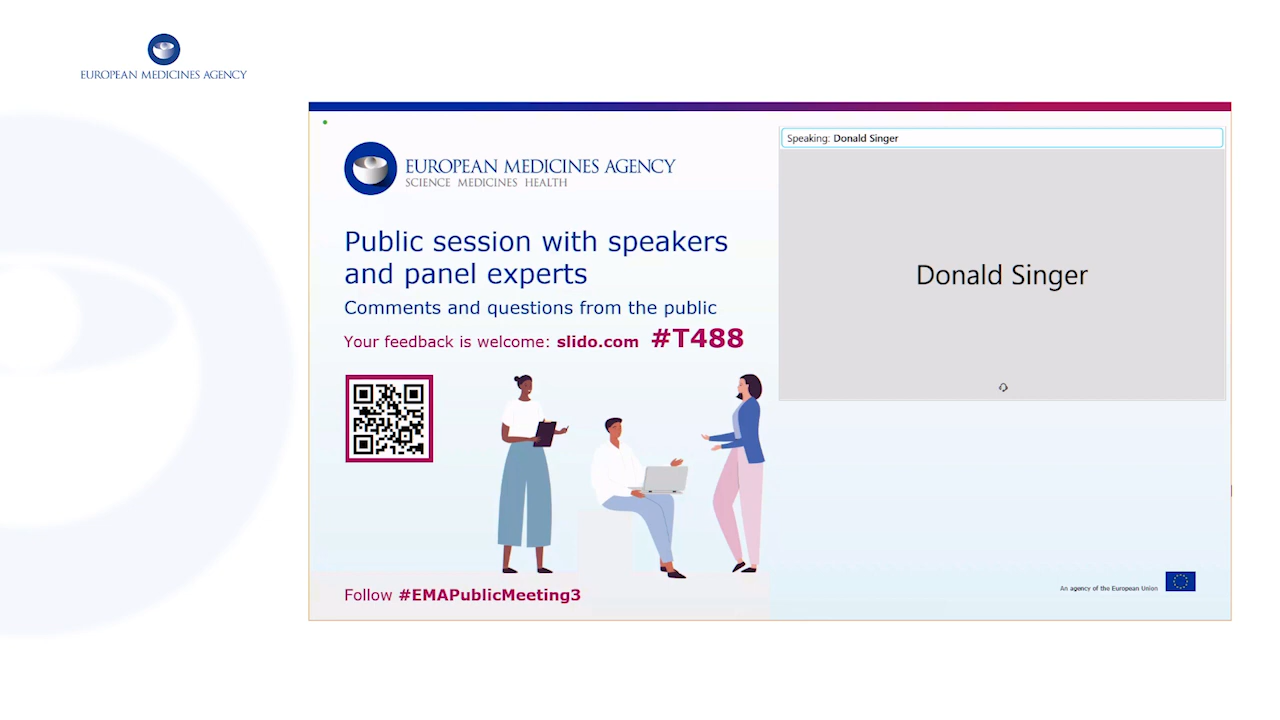 EUROPEAN MEDICINES AGENCY
EUROPEAN MEDICINES AGENCY
SCIENCE MEDICINES HEALTH
Public session with speakers
and panel experts
Comments and questions from the public
Your feedback is welcome: slido.com #T488
Follow #EMAPublicMeeting3
Speaking: Donald Singer
Donald Singer
An agency of the European Union